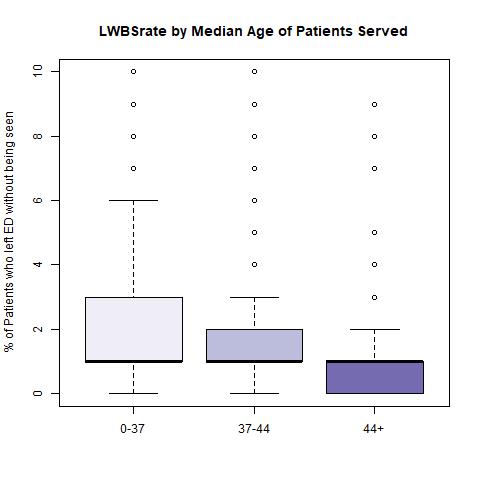 LWBSrate by Median Age of Patients Served
% of Patients who left ED without being seen
10
8
6
4
2
0
0-37 37-44 44+